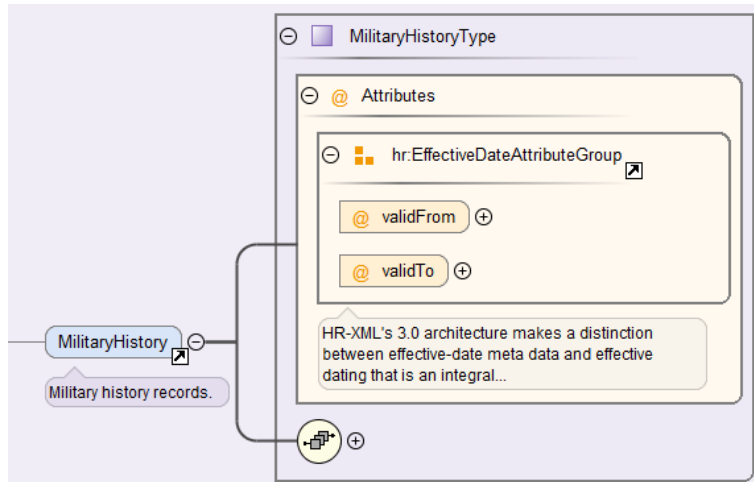 MilitaryHistoryType
@ Attributes
hr:EffectiveDateAttributeGroup
@ validFrom
@ validTo
HR-XML's 3.0 architecture makes a distinction
between effective-date meta data and effective
dating that is an integral...
MilitaryHistory
Military history records.